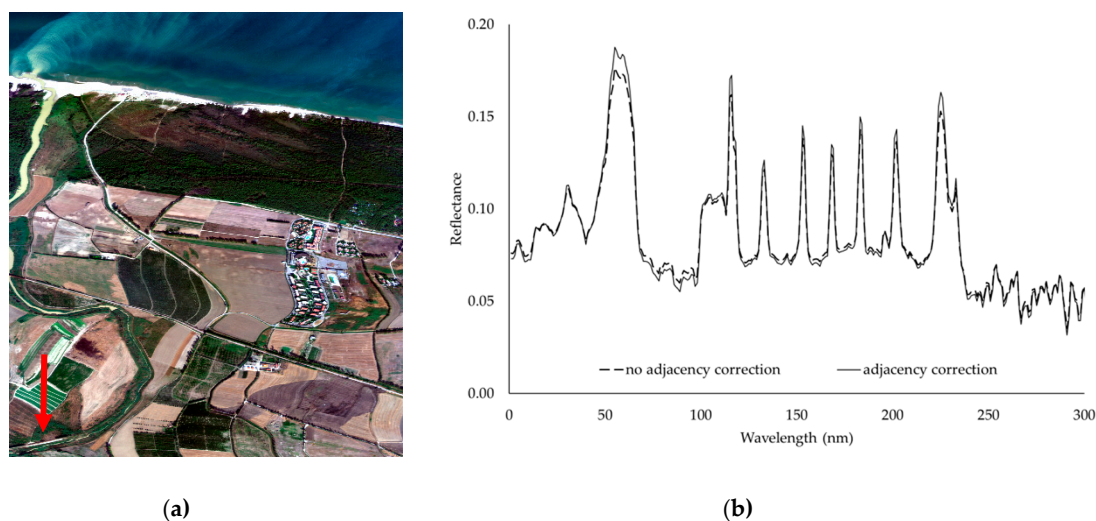 0.20
0.15
0.10
0.05
0.00
Reflectance
no adjacency correction
adjacency correction
0 50 100 150 200 250 300
Wavelength (nm)
(a) (b)